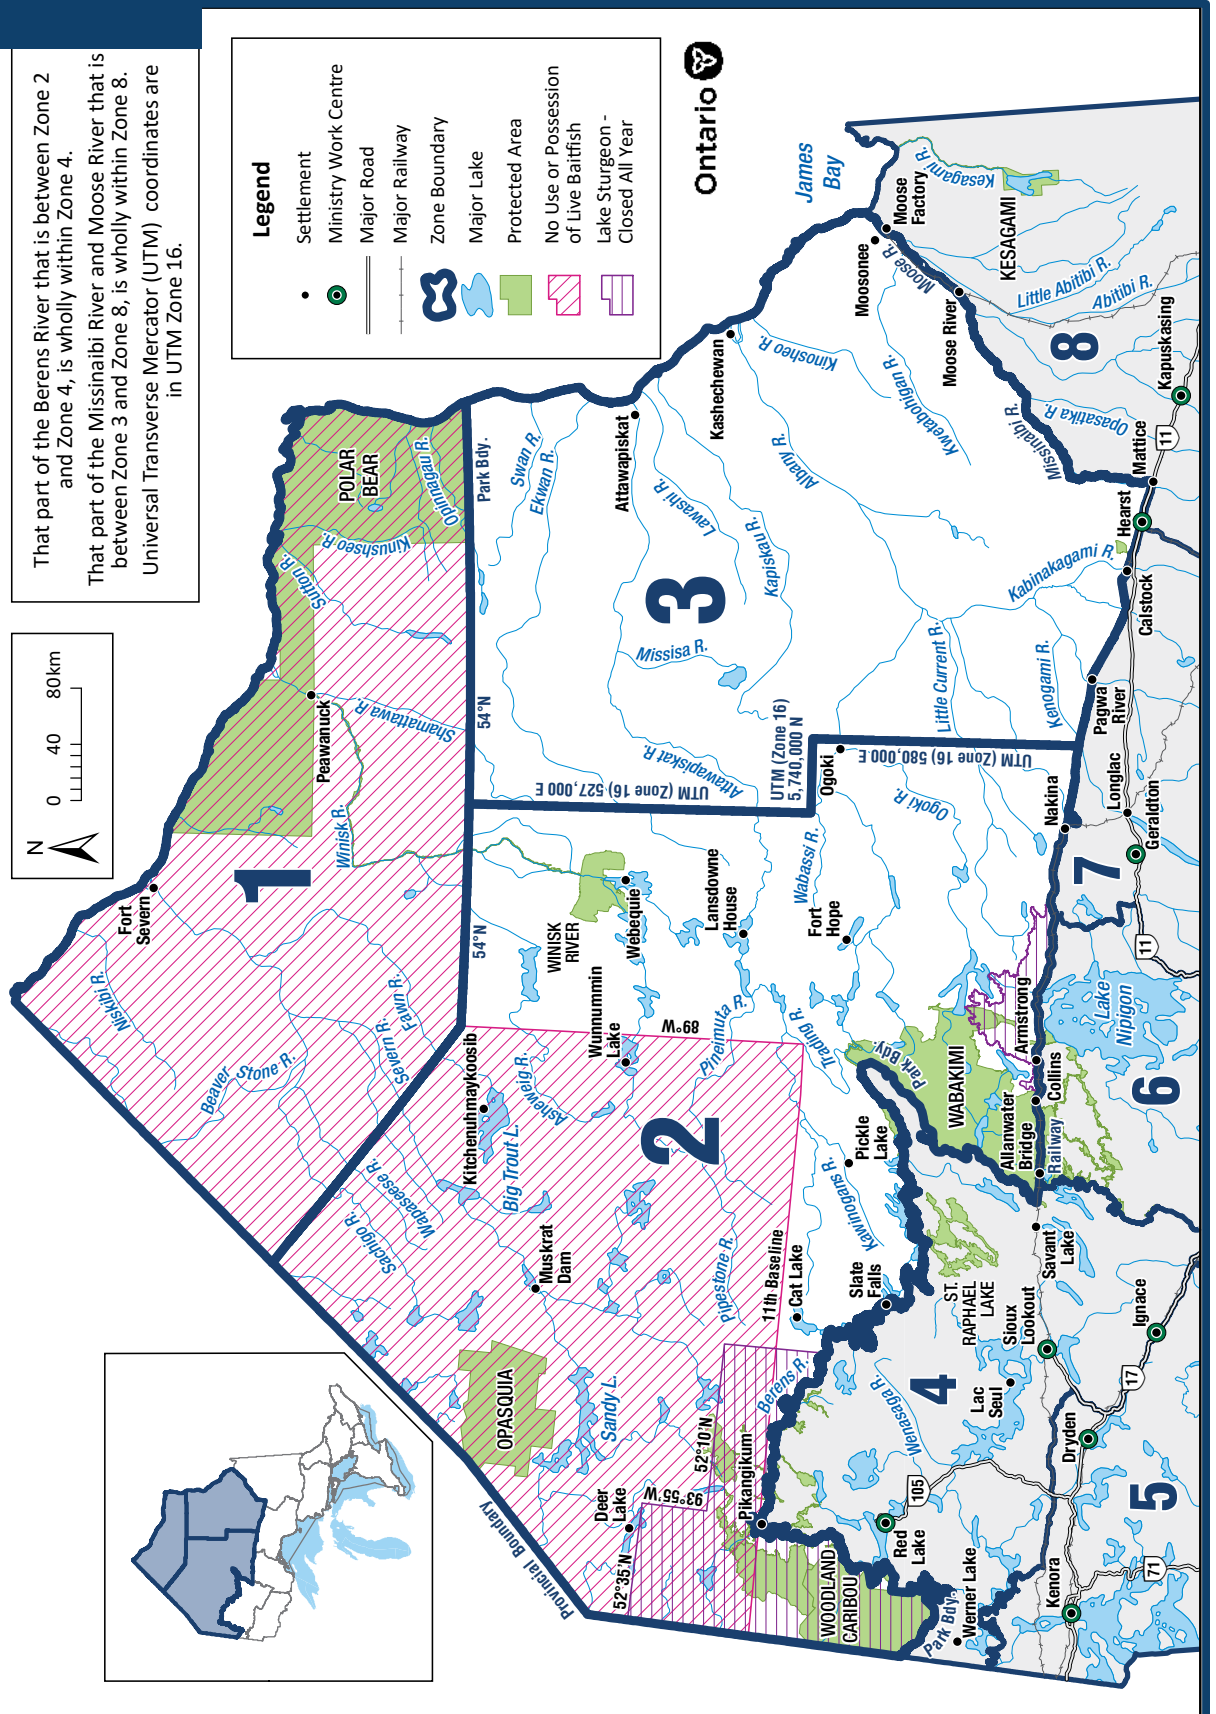 That part of the Berens River that is between Zone 2
and Zone 4, is wholly within Zone 4.
That part of the Missinaibi River and Moose River that is
between Zone 3 and Zone 8, is wholly within Zone 8.
Universal Transverse Mercator (UTM) coordinates are
in UTM Zone 16.
N
0 40 80km
Legend
Settlement
Ministry Work Centre
Major Road
Major Railway
Zone Boundary
Major Lake
Protected Area
No Use or Possession
of Live Baitfish
Lake Sturgeon -
Closed All Year
Ontario
James
Bay
1
Fort
Severn
Niskibi R.
Beaver
Stone R.
Severn R.
Fawn R.
Winisk R.
Peawanuck
Shamattawa R.
Sutton R.
Kinushseo R.
POLAR
BEAR
Opinnagau R.
Park Bdy.
54°N
54°N
Provincial Boundary
2
Sachigo R.
Wapaseese R.
Kitchenuhmaykoosib
Big Trout L.
Asheweig R.
Muskrat
Dam
OPASQUIA
Sandy L.
Deer
Lake
52°35'N
93°55'W
52°10'N
Pikangikum
Berens R.
WOODLAND
CARIBOU
Park Bdy.
Werner Lake
Wunnummin
Lake
89°W
WINISK
RIVER
Webequie
Lansdowne
House
Pineimuta R.
Pipestone R.
11th Baseline
Cat Lake
Kawinogans R.
Pickle
Lake
Slate
Falls
Trading R.
Fort
Hope
Wabassi R.
Ogoki
Ogoki R.
Park Bdy.
WABAKIMI
Armstrong
Collins
Allanwater
Bridge
Railway
Nakina
UTM (Zone 16) 527,000 E
UTM (Zone 16)
5,740,000 N
UTM (Zone 16) 580,000 E
3
Swan R.
Ekwan R.
Attawapiskat
Lawashi R.
Kapiskau R.
Missisa R.
Attawapiskat R.
Kashechewan
Kinosheo R.
Albany R.
Kwetabohigan R.
Moosonee
Moose
Factory
Moose R.
Moose River
Missinaibi R.
Little Current R.
Kenogami R.
Kabinakagami R.
Pagwa
River
Calstock
Hearst
Mattice
8
Kesagami R.
KESAGAMI
Little Abitibi R.
Abitibi R.
Opasatika R.
Kapuskasing
11
7
Longlac
Geraldton
11
6
Lake
Nipigon
4
ST.
RAPHAEL
LAKE
Savant
Lake
Sioux
Lookout
Lac
Seul
Wenasaga R.
Red
Lake
105
Ignace
17
Dryden
5
Kenora
71